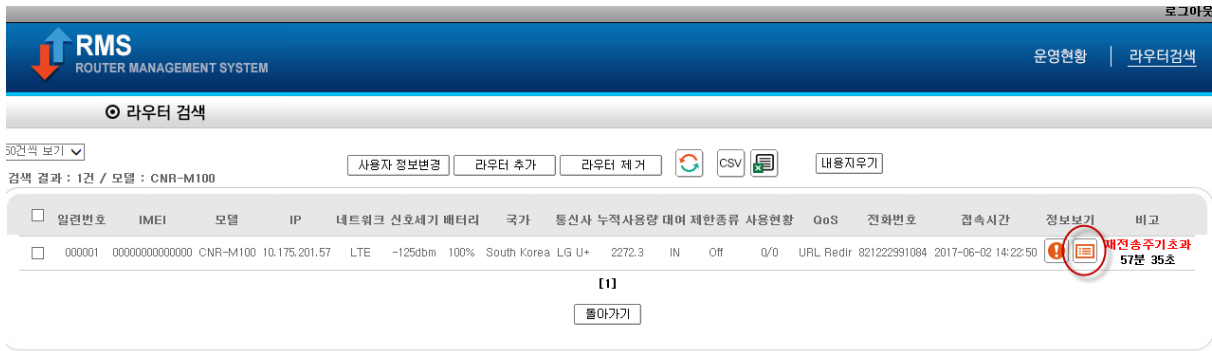 로그아웃
RMS
ROUTER MANAGEMENT SYSTEM
운영현황 | 라우터검색
라우터 검색
50건씩 보기
사용자 정보변경 라우터 추가 라우터 제거 CSV 내용지우기
검색 결과 : 1건 / 모델 : CNR-M100
일련번호 IMEI 모델 IP 네트워크 신호세기 배터리 국가 통신사 누적사용량 대여 제한종류 사용현황 QoS 전화번호 접속시간 정보보기 비고
000001 00000000000000 CNR-M100 10.175.201.57 LTE -125dbm 100% South Korea LG U+ 2272.3 IN Off 0/0 URL Redir 821222991084 2017-06-02 14:22:50 재전송주기초과
57분 35초
[1]
돌아가기